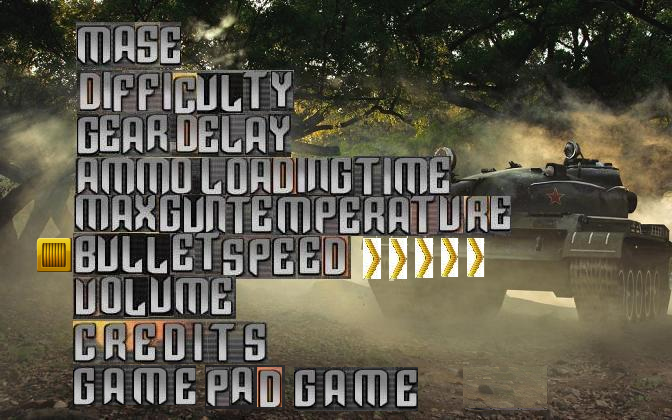 MASE
DIFFICULTY
GEAR DELAY
AMMO LOADINGTIME
MAXGUNTEMPERATURE
BULLETSPEED
VOLUME
CREDITS
GAME PAD GAME